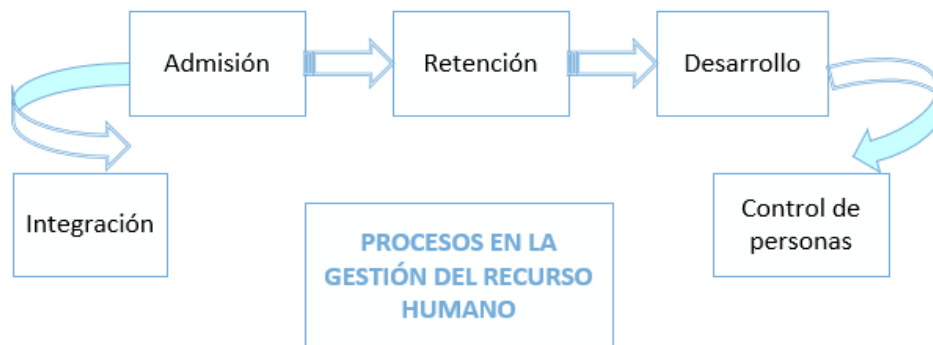 Admisión
Retención
Desarrollo
Integración
Control de
personas
PROCESOS EN LA
GESTIÓN DEL RECURSO
HUMANO